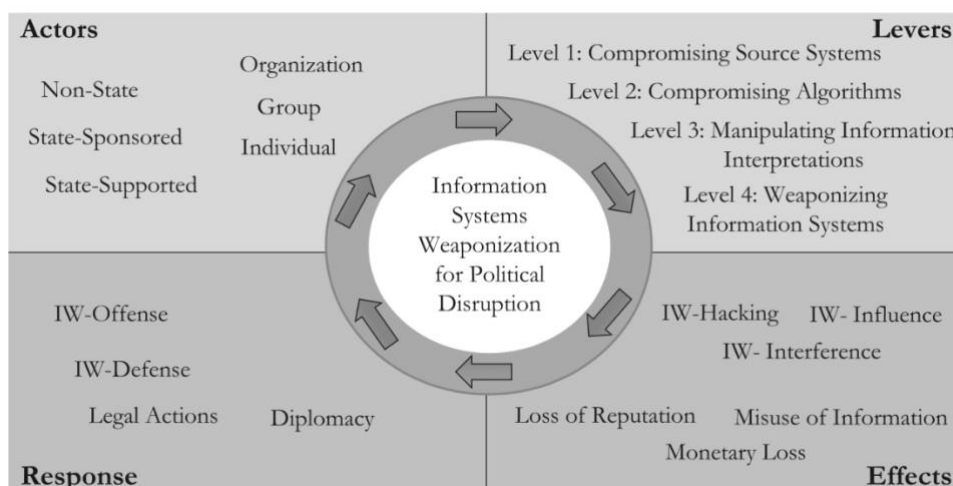 Actors
Non-State
State-Sponsored
State-Supported
Organization
Group
Individual
Levers
Level 1: Compromising Source Systems
Level 2: Compromising Algorithms
Level 3: Manipulating Information
Interpretations
Level 4: Weaponizing
Information Systems
Information
Systems
Weaponization
for Political
Disruption
IW-Offense
IW-Defense
Legal Actions
Diplomacy
Response
IW-Hacking
IW- Influence
IW- Interference
Loss of Reputation
Misuse of Information
Monetary Loss
Effects